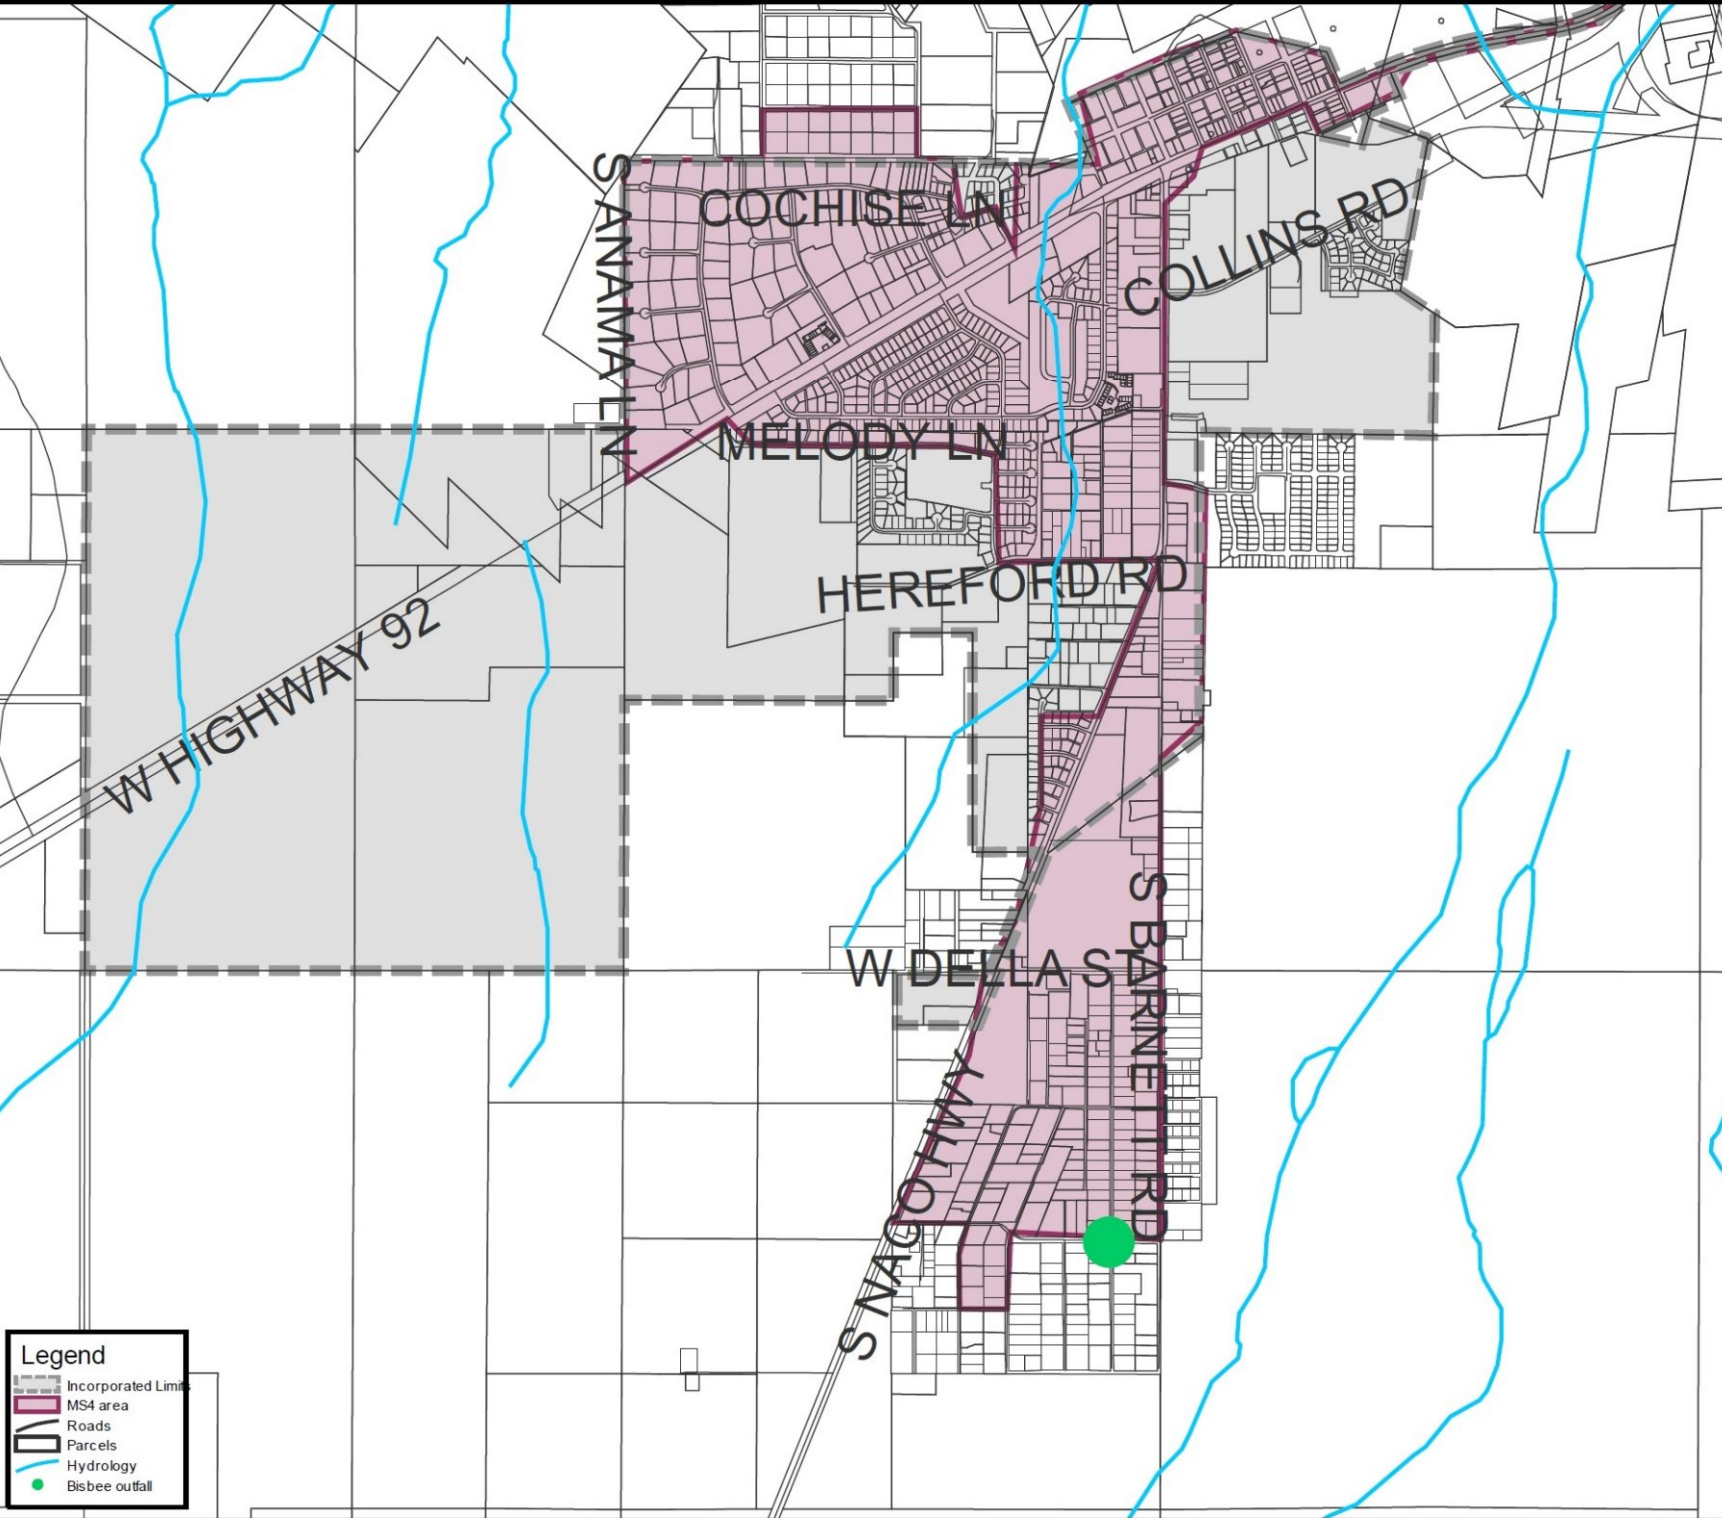 S ANAMA LN
COCHISE LN
COLLINS RD
MELODY LN
HEREFORD RD
W HIGHWAY 92
S BARNETT RD
W DELLA ST
S NACO HWY
Legend
Incorporated Limits
MS4 area
Roads
Parcels
Hydrology
Bisbee outfall